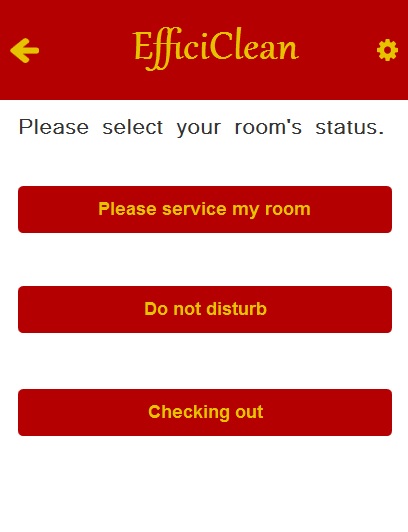 EfficiClean
Please select your room's status.
Please service my room
Do not disturb
Checking out